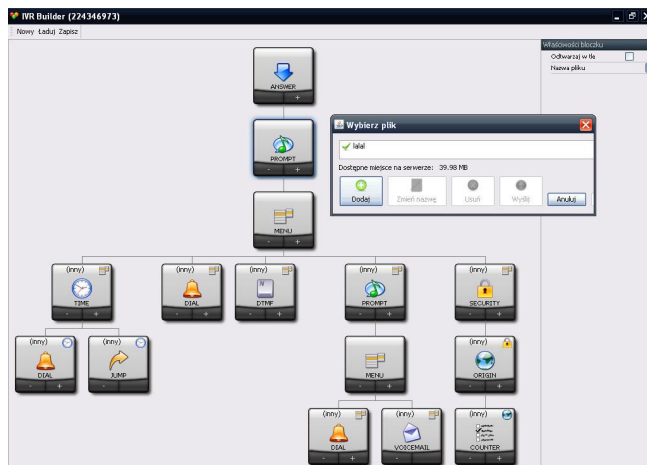 IVR Builder (224346973)
Nowy Ładuj Zapisz
Właściwości bloczku
Odtwarzaj w tle
Nazwa pliku
ANSWER
- +
Wybierz plik
lalal
Dostępne miejsce na serwerze: 39.98 MB
Dodaj Zmień nazwę Usuń Wyślij Anuluj
PROMPT
- +
MENU
- +
(inny) (inny) (inny) (inny) (inny)
TIME DIAL DTMF PROMPT SECURITY
- + - + - + - + - +
(inny) (inny) (inny)
DIAL JUMP MENU ORIGIN
- + - + - + - +
(inny) (inny) (inny)
DIAL VOICEMAIL COUNTER
- + - + - +